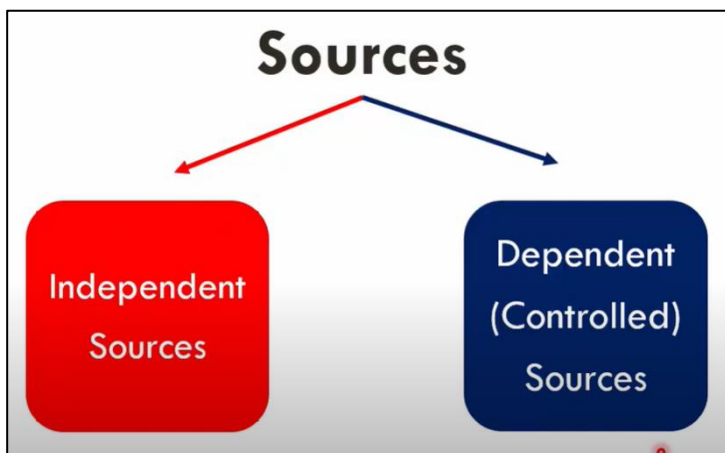 Sources
Independent
Sources
Dependent
(Controlled)
Sources